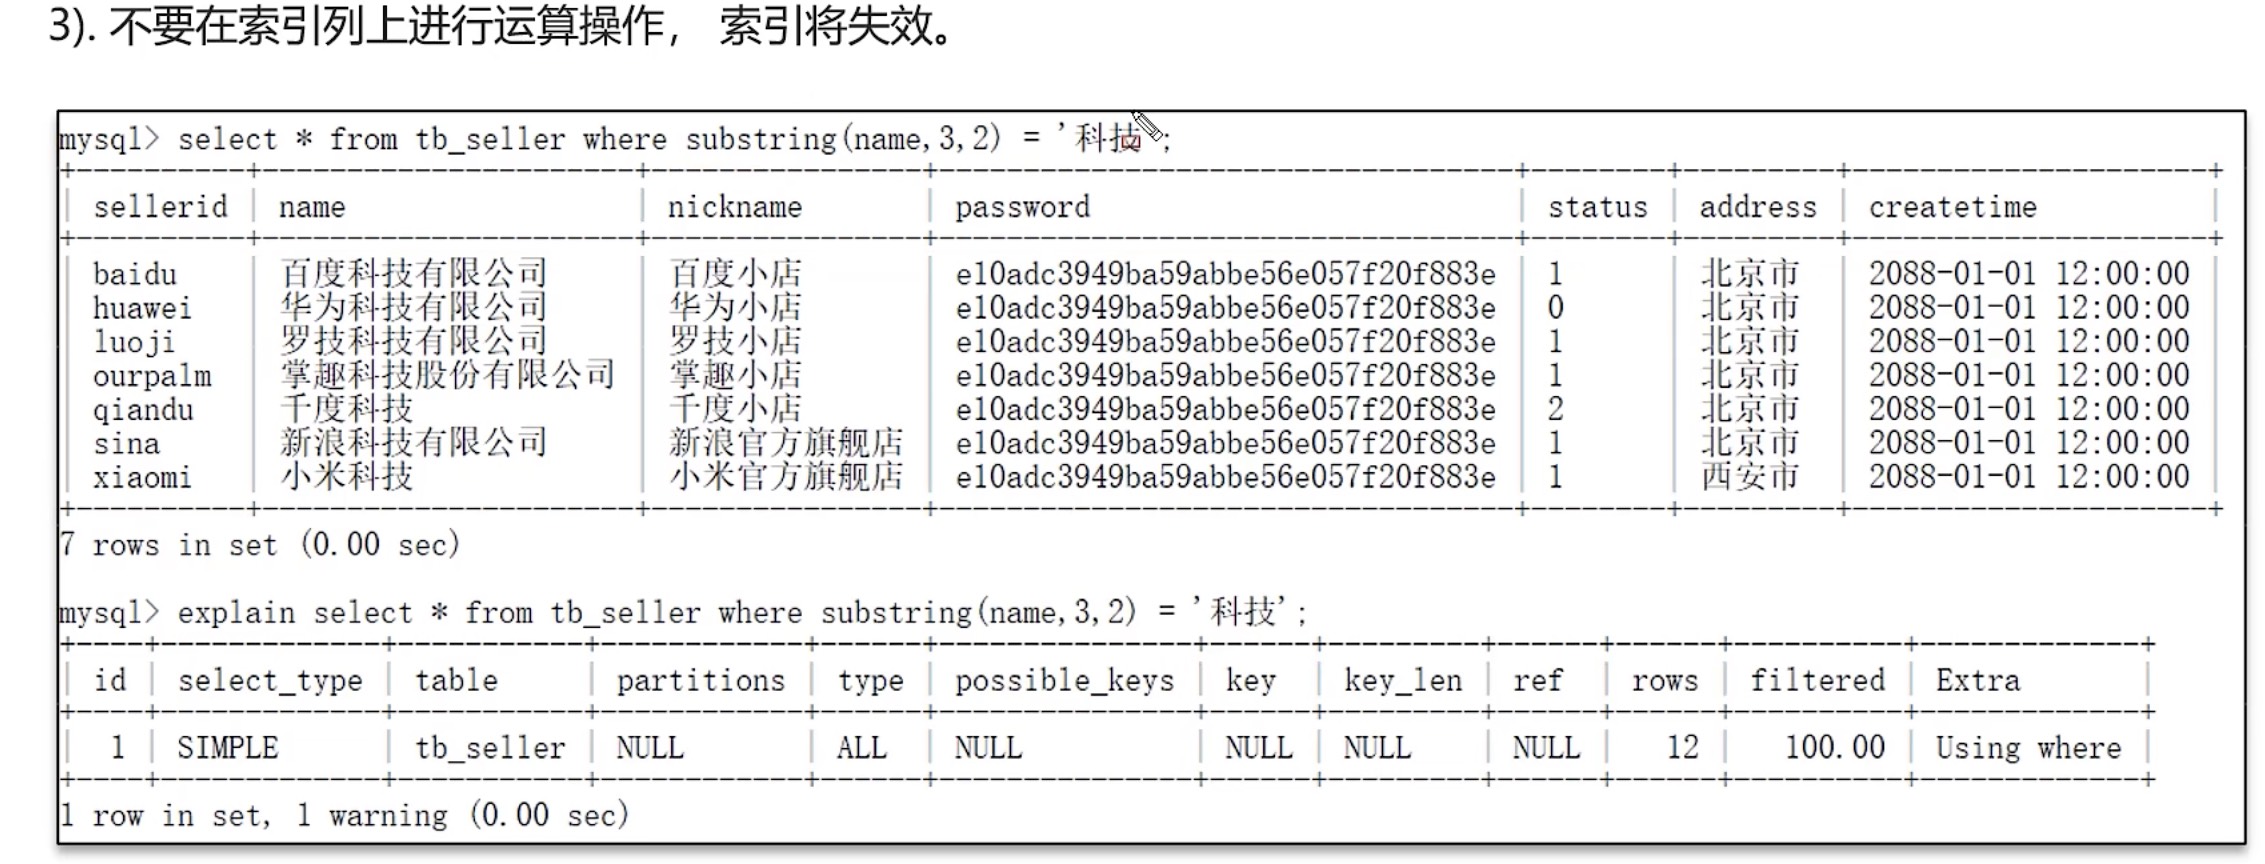 3). 不要在索引列上进行运算操作， 索引将失效。
mysql> select * from tb_seller where substring(name,3,2) = '科技';
sellerid | name | nickname | password | status | address | createtime
baidu | 百度科技有限公司 | 百度小店 | e10adc3949ba59abbe56e057f20f883e | 1 | 北京市 | 2088-01-01 12:00:00
huawei | 华为科技有限公司 | 华为小店 | e10adc3949ba59abbe56e057f20f883e | 0 | 北京市 | 2088-01-01 12:00:00
luoji | 罗技科技有限公司 | 罗技小店 | e10adc3949ba59abbe56e057f20f883e | 1 | 北京市 | 2088-01-01 12:00:00
ourpalm | 掌趣科技股份有限公司 | 掌趣小店 | e10adc3949ba59abbe56e057f20f883e | 1 | 北京市 | 2088-01-01 12:00:00
qiandu | 千度科技 | 千度小店 | e10adc3949ba59abbe56e057f20f883e | 2 | 北京市 | 2088-01-01 12:00:00
sina | 新浪科技有限公司 | 新浪官方旗舰店 | e10adc3949ba59abbe56e057f20f883e | 1 | 北京市 | 2088-01-01 12:00:00
xiaomi | 小米科技 | 小米官方旗舰店 | e10adc3949ba59abbe56e057f20f883e | 1 | 西安市 | 2088-01-01 12:00:00
7 rows in set (0.00 sec)
mysql> explain select * from tb_seller where substring(name,3,2) = '科技';
id | select_type | table | partitions | type | possible_keys | key | key_len | ref | rows | filtered | Extra
1 | SIMPLE | tb_seller | NULL | ALL | NULL | NULL | NULL | NULL | 12 | 100.00 | Using where
1 row in set, 1 warning (0.00 sec)